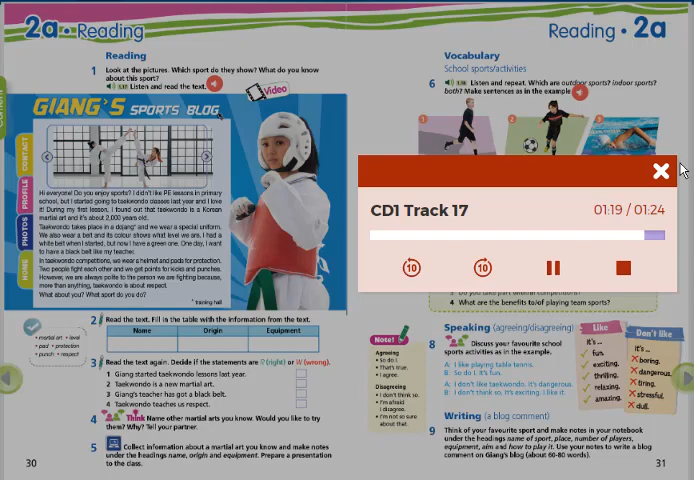 2a • Reading
Reading
1 Look at the pictures. Which sport do they show? What do you know
about this sport?
Listen and read the text.
Video
GIANG'S SPORTS BLOG
CONTACT
PROFILE
PHOTOS
HOME
Hi everyone! Do you enjoy sports? I didn't like PE lessons in primary
school, but I started going to taekwondo classes last year and I love
it! During my first lesson, I found out that taekwondo is a Korean
martial art and it's about 2,000 years old.
Taekwondo takes place in a dojang* and we wear a special uniform.
We also wear a belt and its colour shows what level we are. I had a
white belt when I started, but now I have a green one. One day, I want
to have a black belt like my teacher.
In taekwondo competitions, we wear a helmet and pads for protection.
Two people fight each other and we get points for kicks and punches.
However, we are always polite to the person we are fighting because,
more than anything, taekwondo is about respect.
What about you? What sport do you do?
* training hall
• martial art • level
• pad • protection
• punch • respect
2 Read the text. Fill in the table with the information from the text.
Name Origin Equipment
3 Read the text again. Decide if the statements are R (right) or W (wrong).
1 Giang started taekwondo lessons last year.
2 Taekwondo is a new martial art.
3 Giang's teacher has got a black belt.
4 Taekwondo teaches us respect.
4 Think Name other martial arts you know. Would you like to try
them? Why? Tell your partner.
5 Collect information about a martial art you know and make notes
under the headings name, origin and equipment. Prepare a presentation
to the class.
30
Reading • 2a
Vocabulary
School sports/activities
6 Listen and repeat. Which are outdoor sports? indoor sports?
both? Make sentences as in the example.
1
2
3
CD1 Track 17
01:19 / 01:24
10
10
4 What are the benefits to/of playing team sports?
Note!
Agreeing
• So do I.
• That's true.
• I agree.
Disagreeing
• I don't think so.
• I'm afraid
I disagree.
• I'm not so sure
about that.
Speaking (agreeing/disagreeing)
8 Discuss your favourite school
sports activities as in the example.
A: I like playing table tennis.
B: So do I. It's fun.
A: I don't like taekwondo. It's dangerous.
B: I don't think so. It's exciting. I like it.
Like
It's ...
fun.
exciting.
thrilling.
relaxing.
amazing.
Don't like
It's ...
boring.
dangerous.
tiring.
stressful.
dull.
Writing (a blog comment)
9 Think of your favourite sport and make notes in your notebook
under the headings name of sport, place, number of players,
equipment, aim and how to play it. Use your notes to write a blog
comment on Giang's blog (about 60-80 words).
31